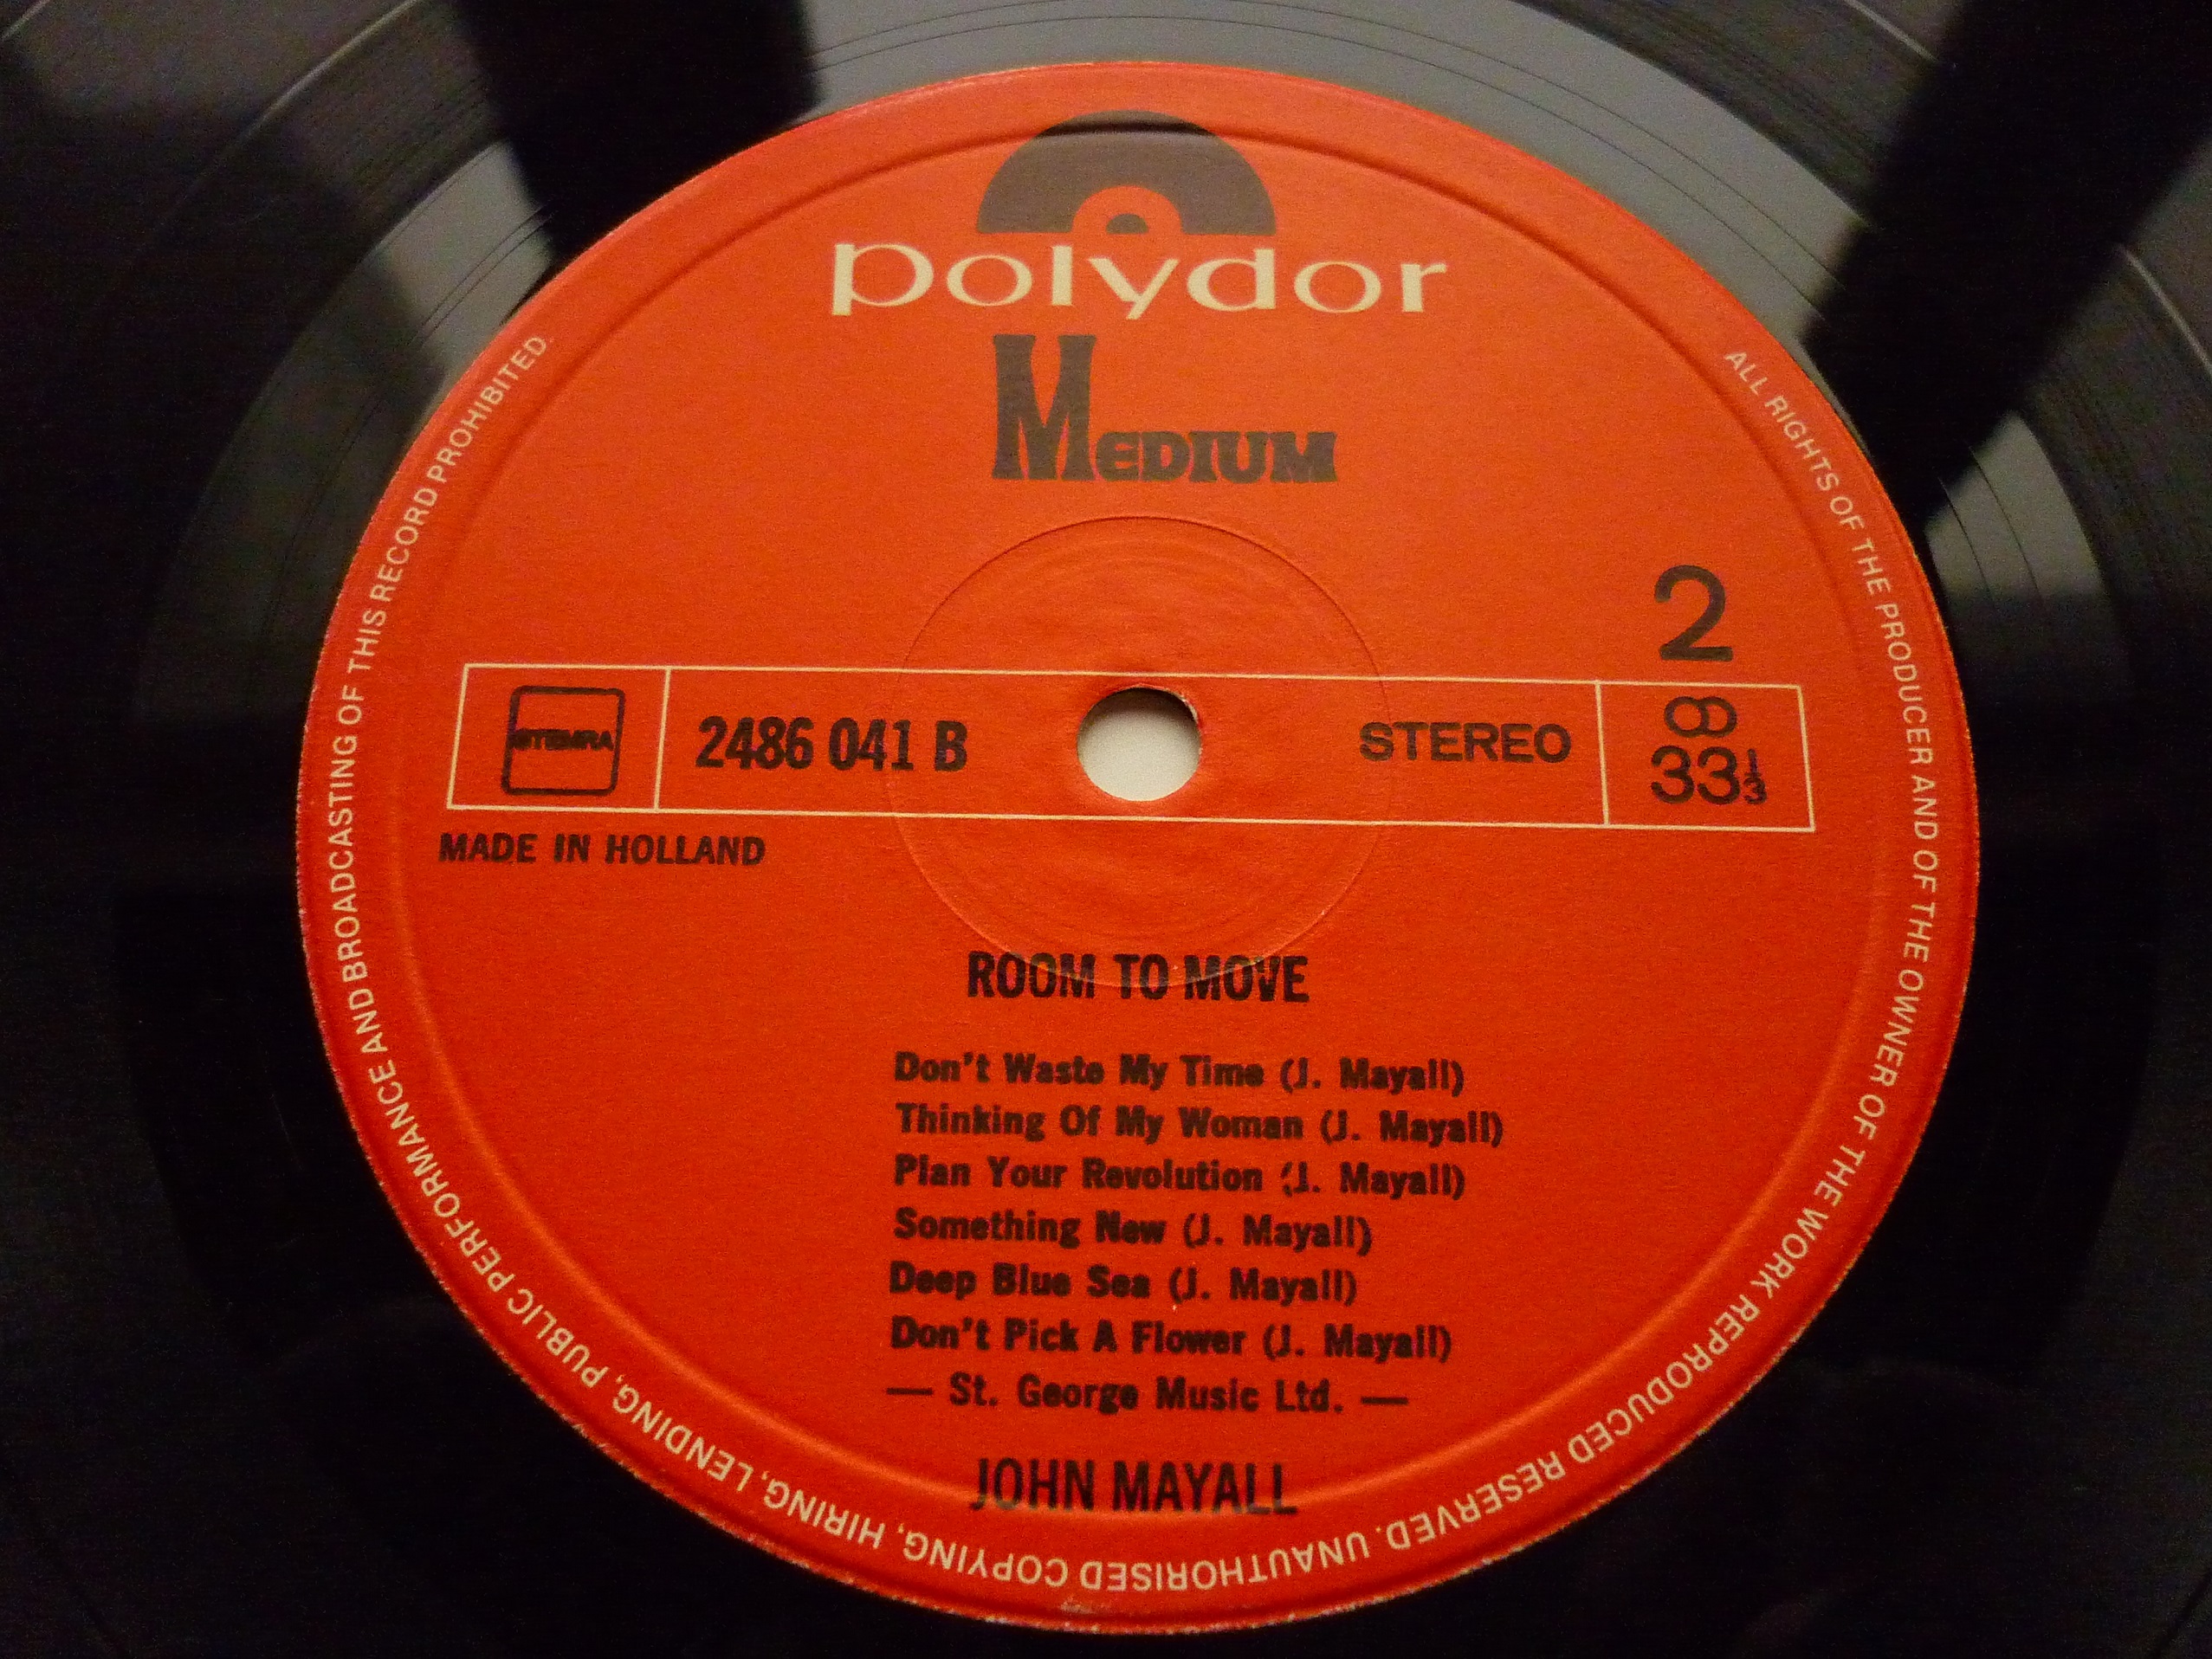 polydor
MEDIUM
2
STEMRA
2486 041 B
STEREO
33 1/3
MADE IN HOLLAND
ROOM TO MOVE
Don't Waste My Time (J. Mayall)
Thinking Of My Woman (J. Mayall)
Plan Your Revolution (J. Mayall)
Something New (J. Mayall)
Deep Blue Sea (J. Mayall)
Don't Pick A Flower (J. Mayall)
— St. George Music Ltd. —
JOHN MAYALL
ALL RIGHTS OF THE PRODUCER AND OF THE OWNER OF THE WORK REPRODUCED RESERVED. UNAUTHORISED COPYING, HIRING, LENDING, PUBLIC PERFORMANCE AND BROADCASTING OF THIS RECORD PROHIBITED.